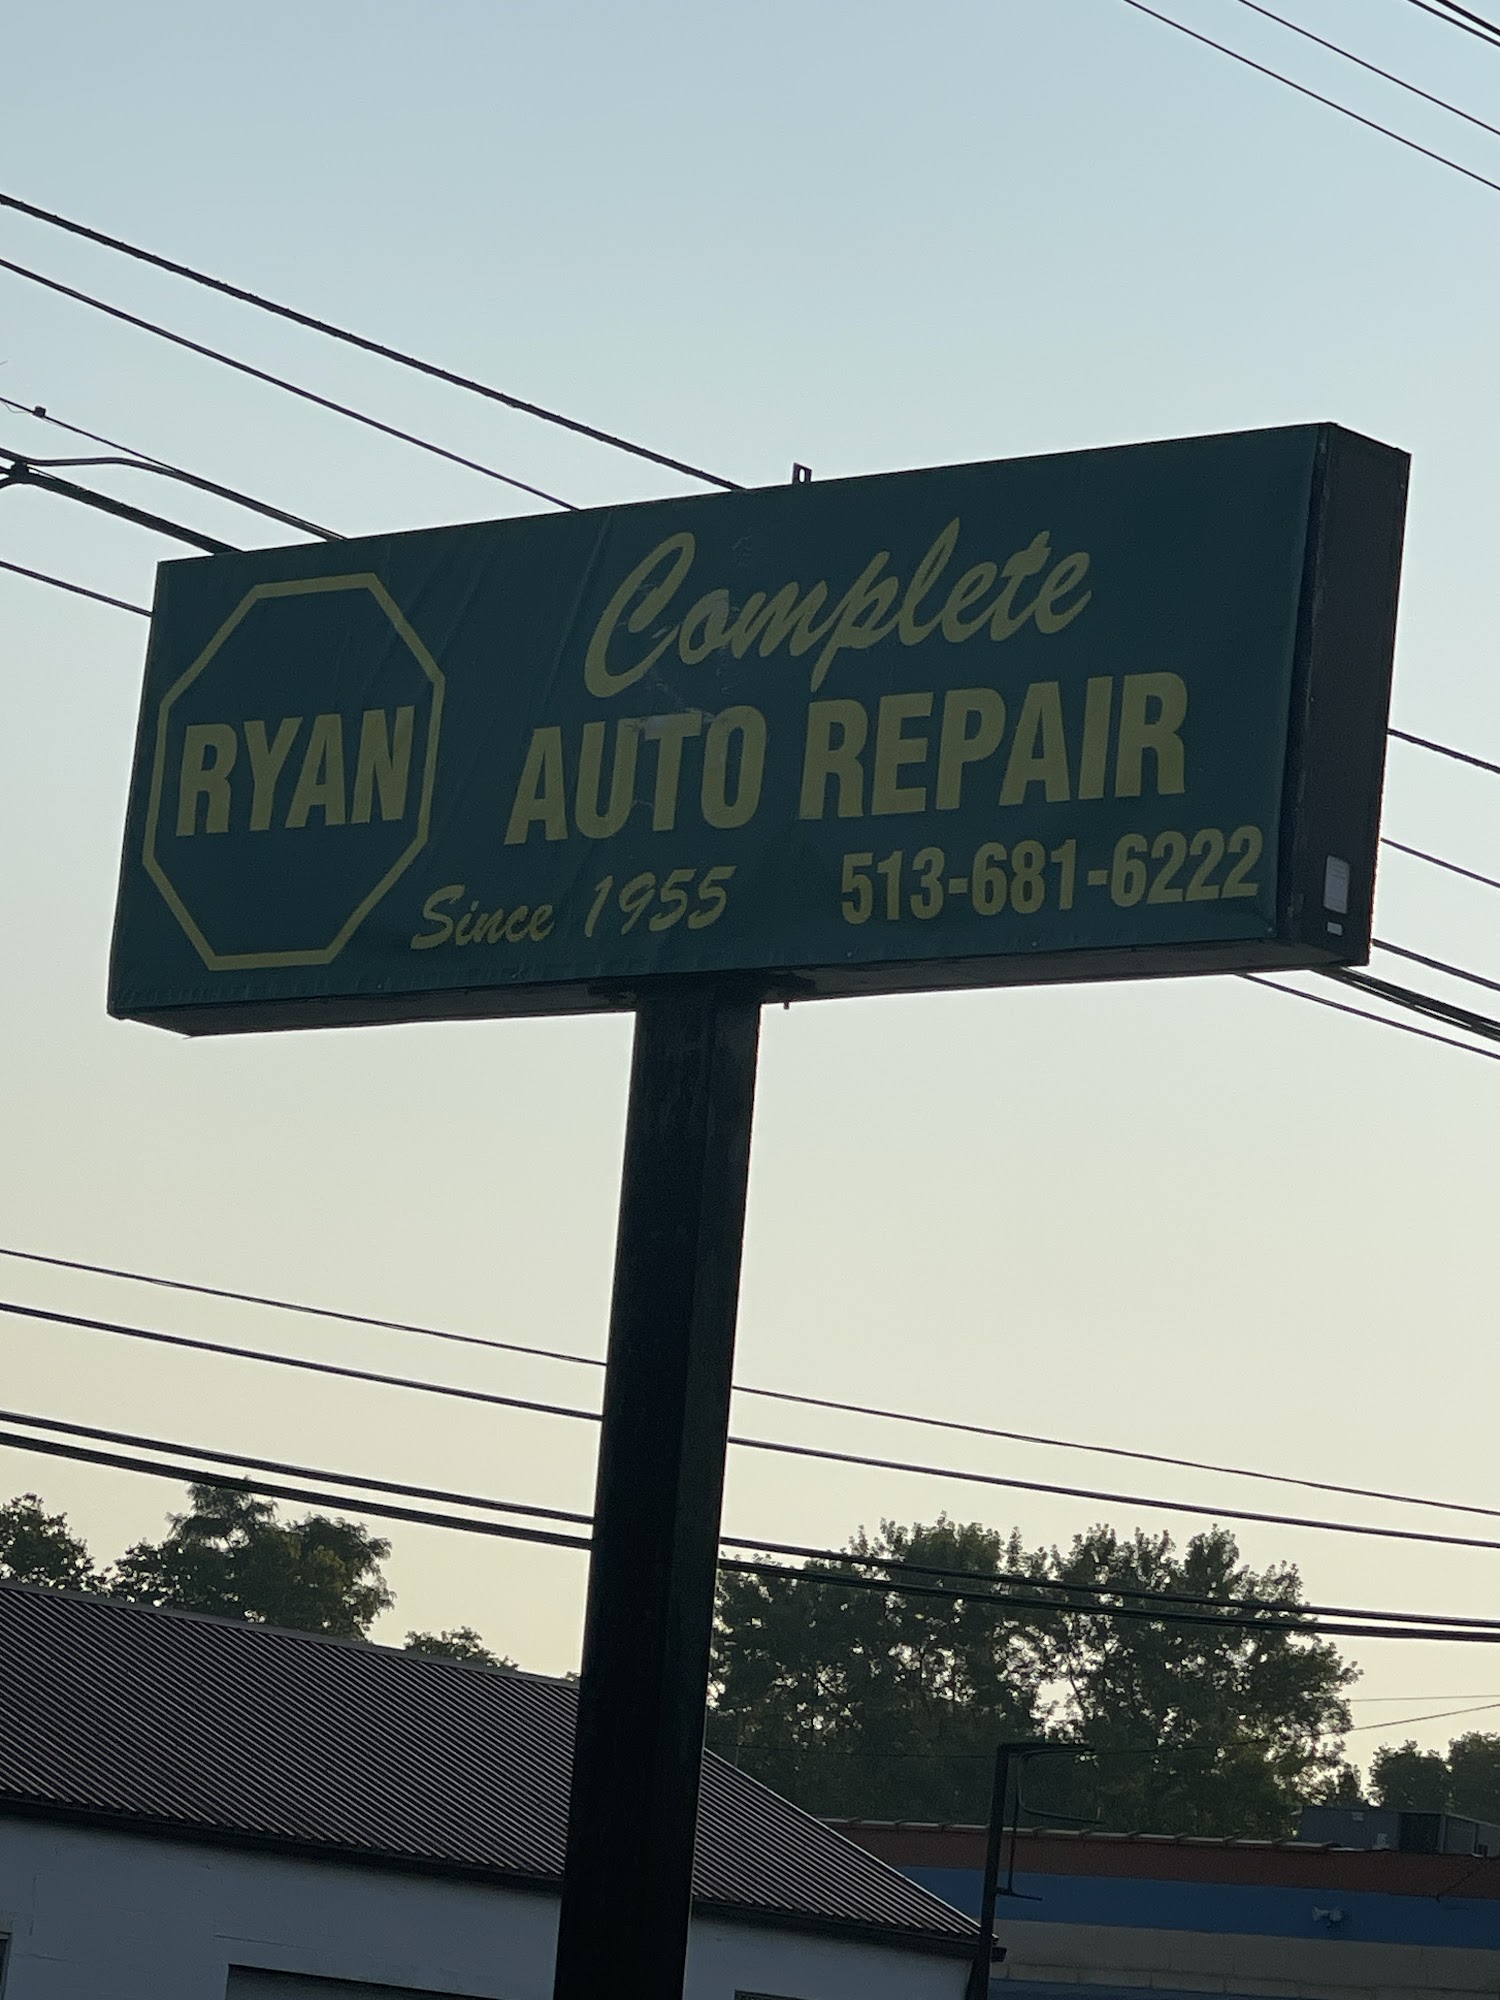 RYAN
Complete
AUTO REPAIR
Since 1955
513-681-6222